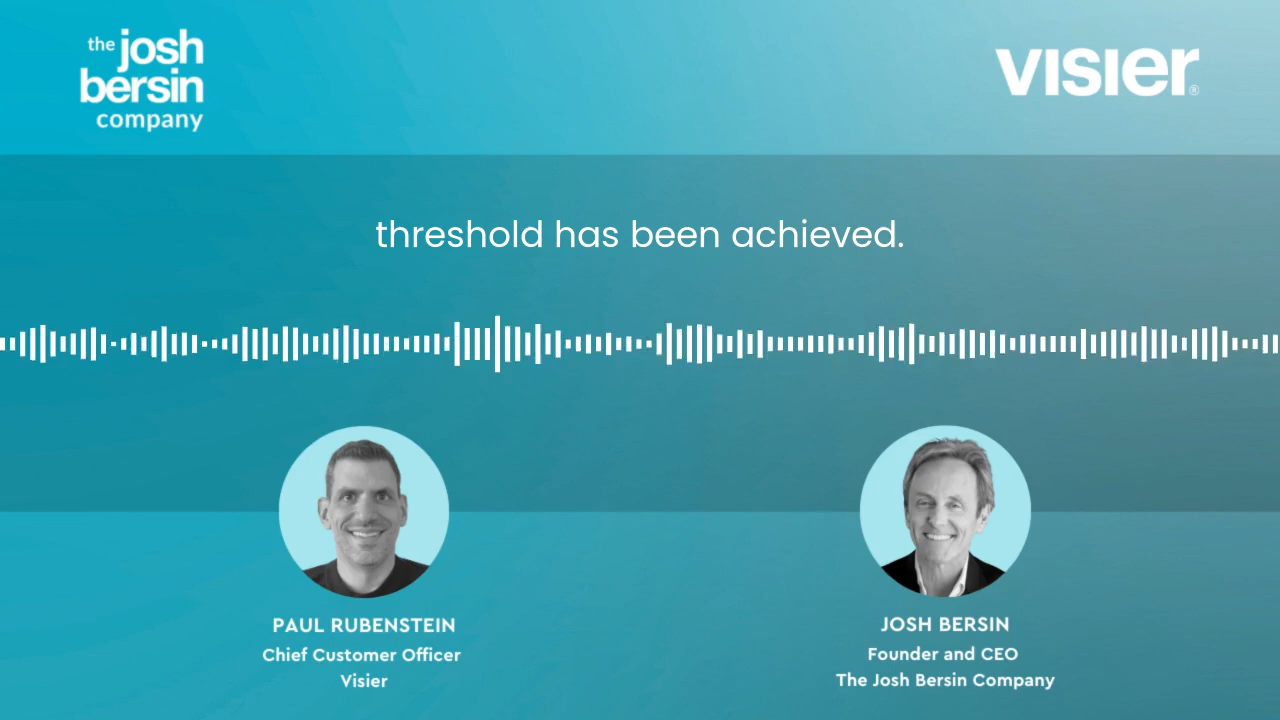 the josh
bersin
company
visier®
threshold has been achieved.
PAUL RUBENSTEIN
Chief Customer Officer
Visier
JOSH BERSIN
Founder and CEO
The Josh Bersin Company